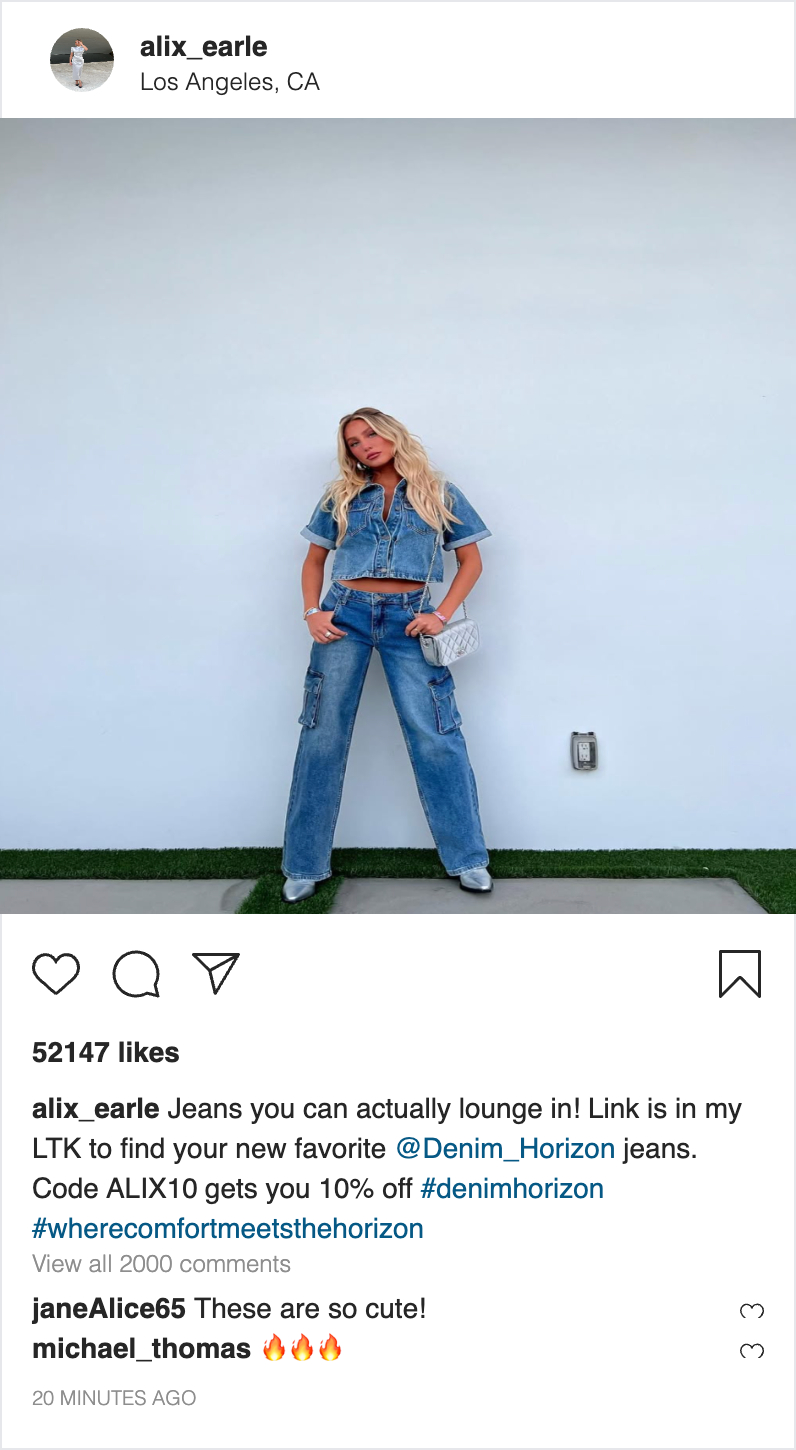 alix_earle
Los Angeles, CA
52147 likes
alix_earle Jeans you can actually lounge in! Link is in my
LTK to find your new favorite @Denim_Horizon jeans.
Code ALIX10 gets you 10% off #denimhorizon
#wherecomfortmeetsthehorizon
View all 2000 comments
janeAlice65 These are so cute!
michael_thomas 🔥🔥🔥
20 MINUTES AGO